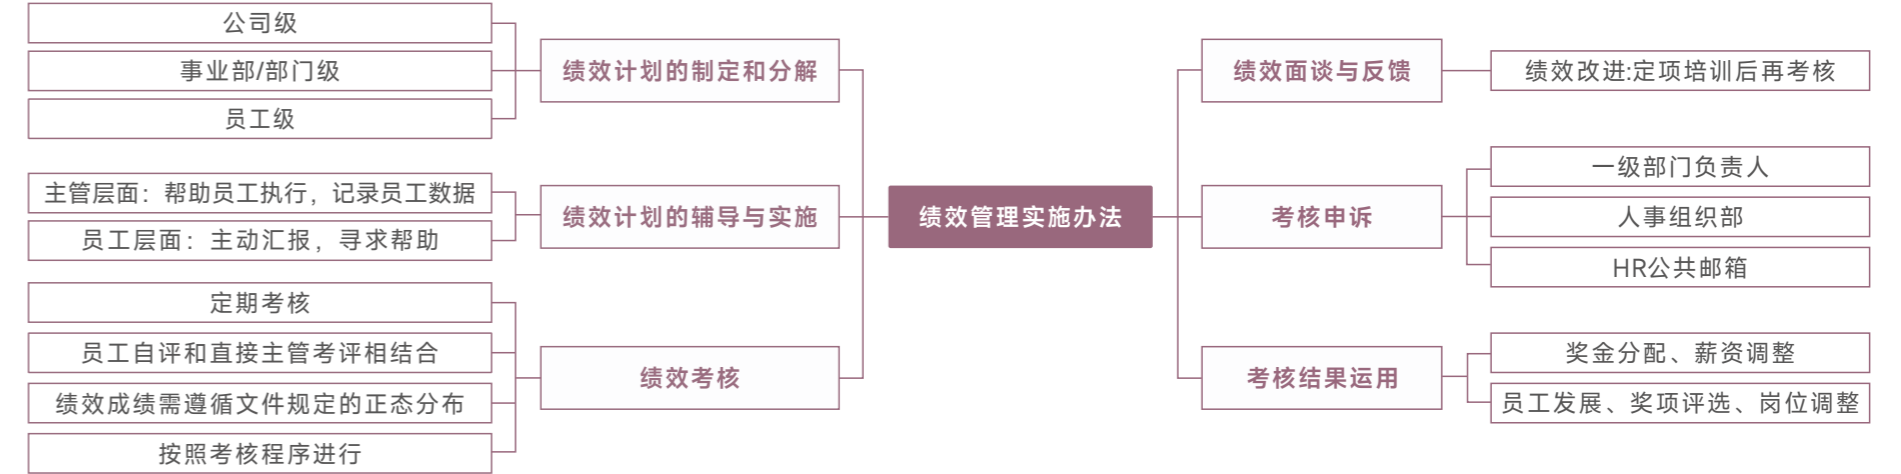 公司级
事业部/部门级
员工级
绩效计划的制定和分解
主管层面：帮助员工执行，记录员工数据
员工层面：主动汇报，寻求帮助
绩效计划的辅导与实施
定期考核
员工自评和直接主管考评相结合
绩效成绩需遵循文件规定的正态分布
按照考核程序进行
绩效考核
绩效管理实施办法
绩效面谈与反馈
绩效改进:定项培训后再考核
考核申诉
一级部门负责人
人事组织部
HR公共邮箱
考核结果运用
奖金分配、薪资调整
员工发展、奖项评选、岗位调整